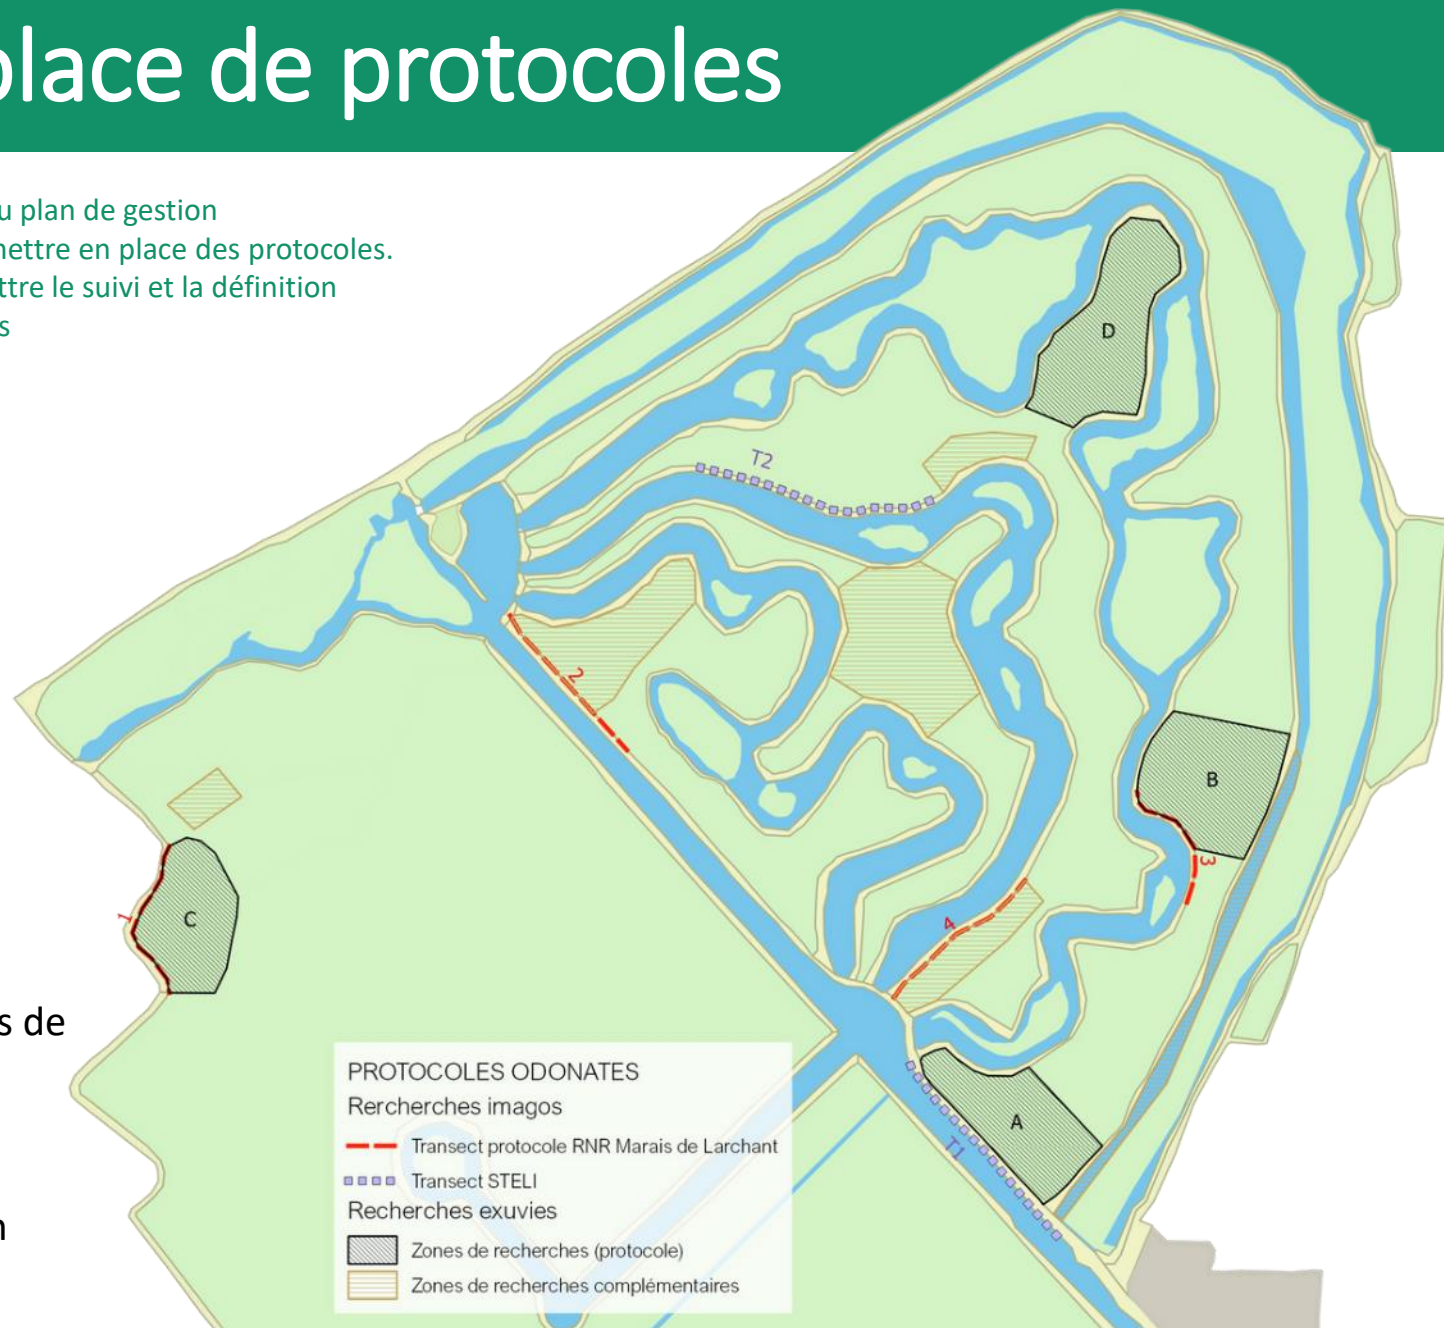 place de protocoles
u plan de gestion
mettre en place des protocoles.
ttre le suivi et la définition
s
D
T2
2
B
3
1
C
4
s de
A
T1
PROTOCOLES ODONATES
Rercherches imagos
Transect protocole RNR Marais de Larchant
Transect STELI
Recherches exuvies
Zones de recherches (protocole)
Zones de recherches complémentaires
n